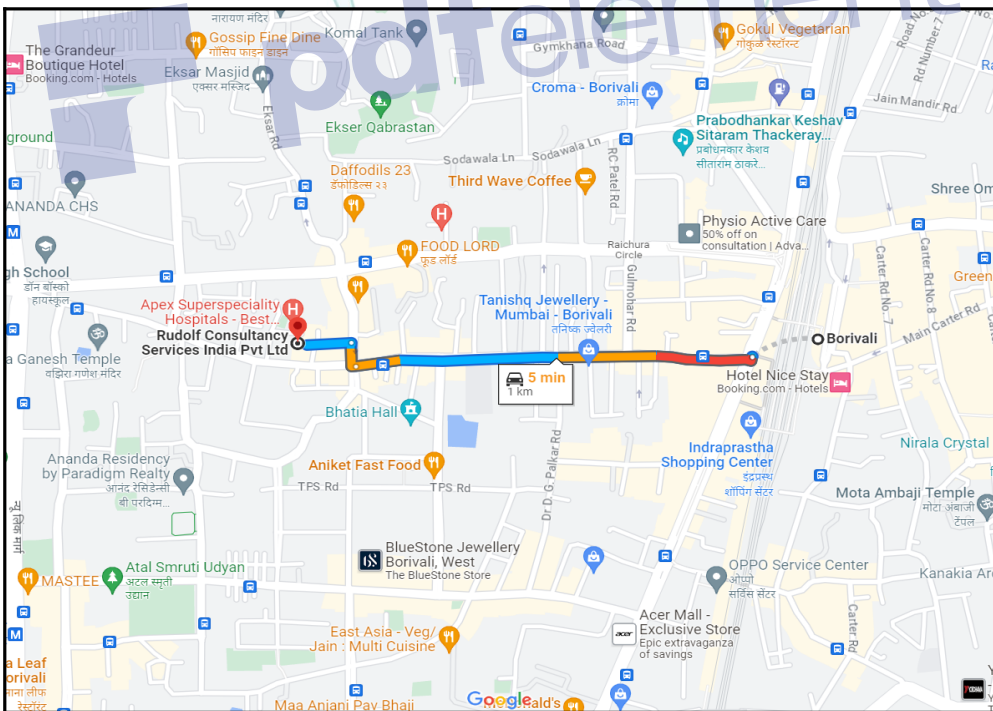 नारायण मंदिर
Gossip Fine Dine
गॉसिप फाइन डाइन
Komal Tank
Gymkhana Road
Gokul Vegetarian
गोकुळ रेस्टॉरन्ट
Road No.
Rd Number 7
The Grandeur
Boutique Hotel
Booking.com - Hotels
Eksar Masjid
एक्सर मस्जिद
Eksar Rd
Croma - Borivali
क्रोमा
Jain Mandir Rd
Ekser Qabrastan
Prabodhankar Keshav
Sitaram Thackeray...
प्रबोधनकार केशव
सीताराम ठाकरे...
ground
Sodawala Ln
Sodawala Ln
RC Patel Rd
Daffodils 23
डॅफोडिल्स २३
Third Wave Coffee
Shree Om
ANANDA CHS
Physio Active Care
50% off on
consultation | Adva...
FOOD LORD
फूड लॉर्ड
Raichura
Circle
Gulmohar Rd
Carter Rd No. 7
Carter Rd No. 8
gh School
डॉन बॉस्को
हायस्कूल
Green
Apex Superspeciality
Hospitals - Best...
Rudolf Consultancy
Services India Pvt Ltd
Tanishq Jewellery -
Mumbai - Borivali
तनिष्क ज्वेलरी
Main Carter Rd
Borivali
a Ganesh Temple
वझिरा गणेश मंदिर
5 min
1 km
Hotel Nice Stay
Booking.com - Hotels
Bhatia Hall
Dr D. G. Palkar Rd
Indraprastha
Shopping Center
इंद्रप्रस्थ
शॉपिंग सेंटर
Nirala Crystal
Ananda Residency
by Paradigm Realty
आनंद रेसिडेन्सी
बी परदिग्म...
Aniket Fast Food
TPS Rd
TPS Rd
Mota Ambaji Temple
मोटा अंबाजी
टेंपल
BlueStone Jewellery
Borivali, West
The BlueStone Store
OPPO Service Center
ओप्पो
सर्विस सेंटर
MASTEE
Atal Smruti Udyan
अटल स्मृती
उद्यान
Kanakia Ar
Carter Rd
Acer Mall -
Exclusive Store
Epic extravaganza
of savings
acer
East Asia - Veg/
Jain : Multi Cuisine
a Leaf
orivali
माना लीफ
रेस्टॉरंट
Maa Anjani Pav Bhaji
Google